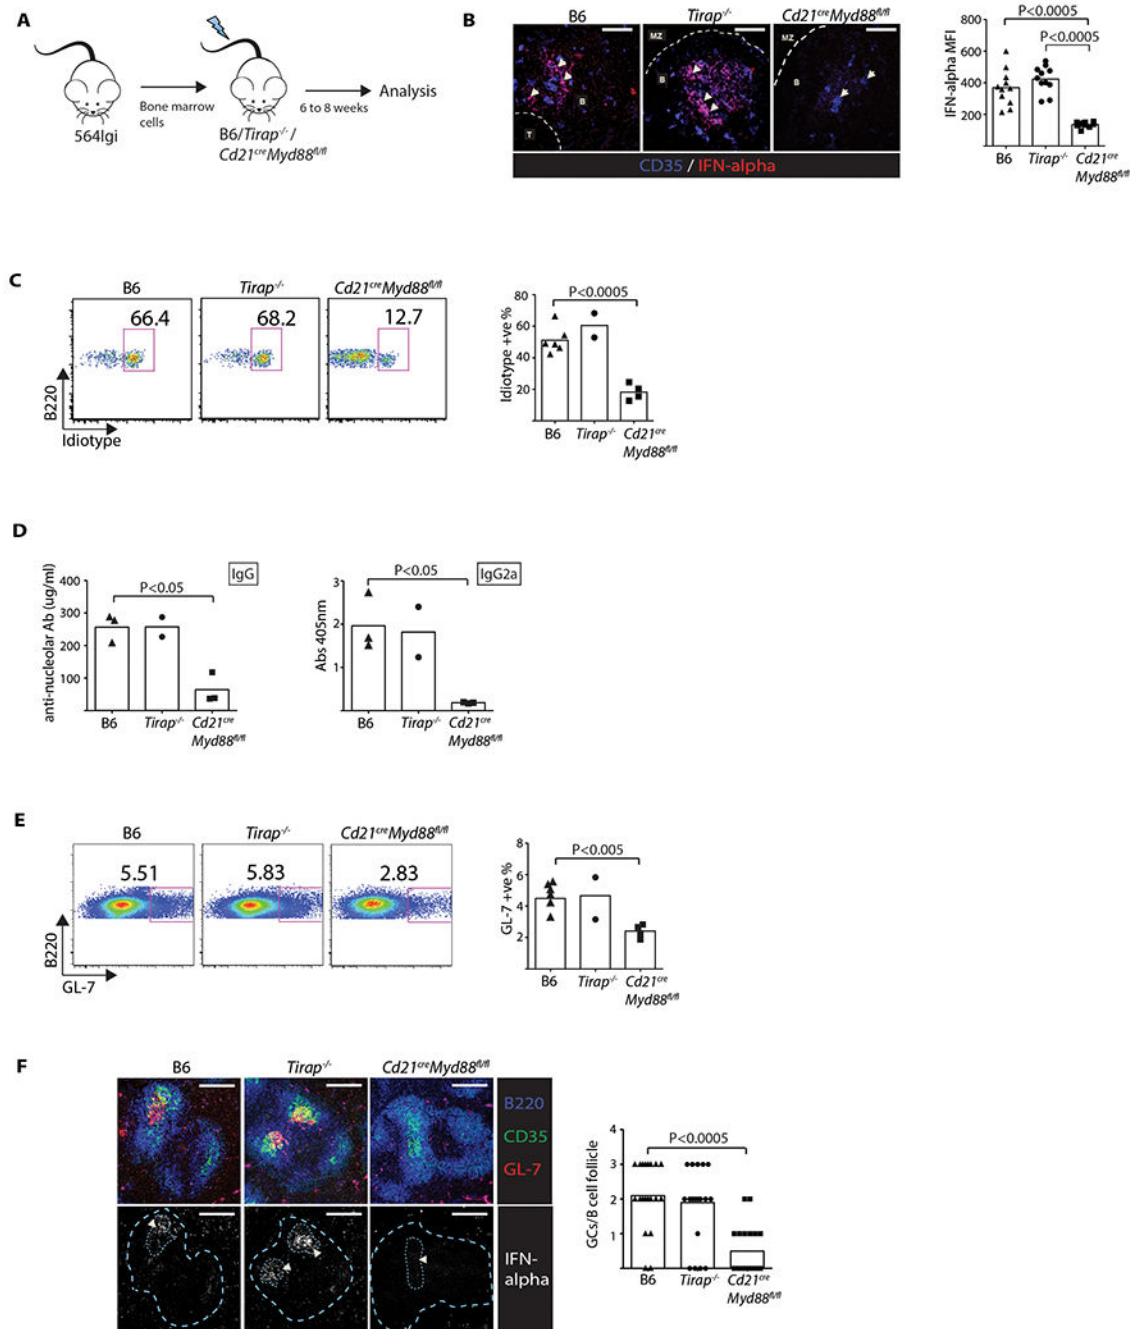 A
564Igi
Bone marrow
cells
B6/Tirap-/-/
Cd21creMyd88fl/fl
6 to 8 weeks
Analysis
B
B6
Tirap-/-
Cd21creMyd88fl/fl
MZ
MZ
B
B
B
T
CD35 / IFN-alpha
IFN-alpha MFI
P<0.0005
P<0.0005
600
400
200
B6
Tirap-/-
Cd21cre
Myd88fl/fl
C
B6
Tirap-/-
Cd21creMyd88fl/fl
66.4
68.2
12.7
B220
Idiotype
Idiotype +ve %
P<0.0005
80
60
40
20
B6
Tirap-/-
Cd21cre
Myd88fl/fl
D
anti-nucleolar Ab (ug/ml)
P<0.05
IgG
400
300
200
100
B6
Tirap-/-
Cd21cre
Myd88fl/fl
Abs 405nm
P<0.05
IgG2a
3
2
1
B6
Tirap-/-
Cd21cre
Myd88fl/fl
E
B6
Tirap-/-
Cd21creMyd88fl/fl
5.51
5.83
2.83
B220
GL-7
GL-7 +ve %
P<0.005
8
6
4
2
B6
Tirap-/-
Cd21cre
Myd88fl/fl
F
B6
Tirap-/-
Cd21creMyd88fl/fl
B220
CD35
GL-7
IFN-
alpha
GCs/B cell follicle
P<0.0005
4
3
2
1
B6
Tirap-/-
Cd21cre
Myd88fl/fl